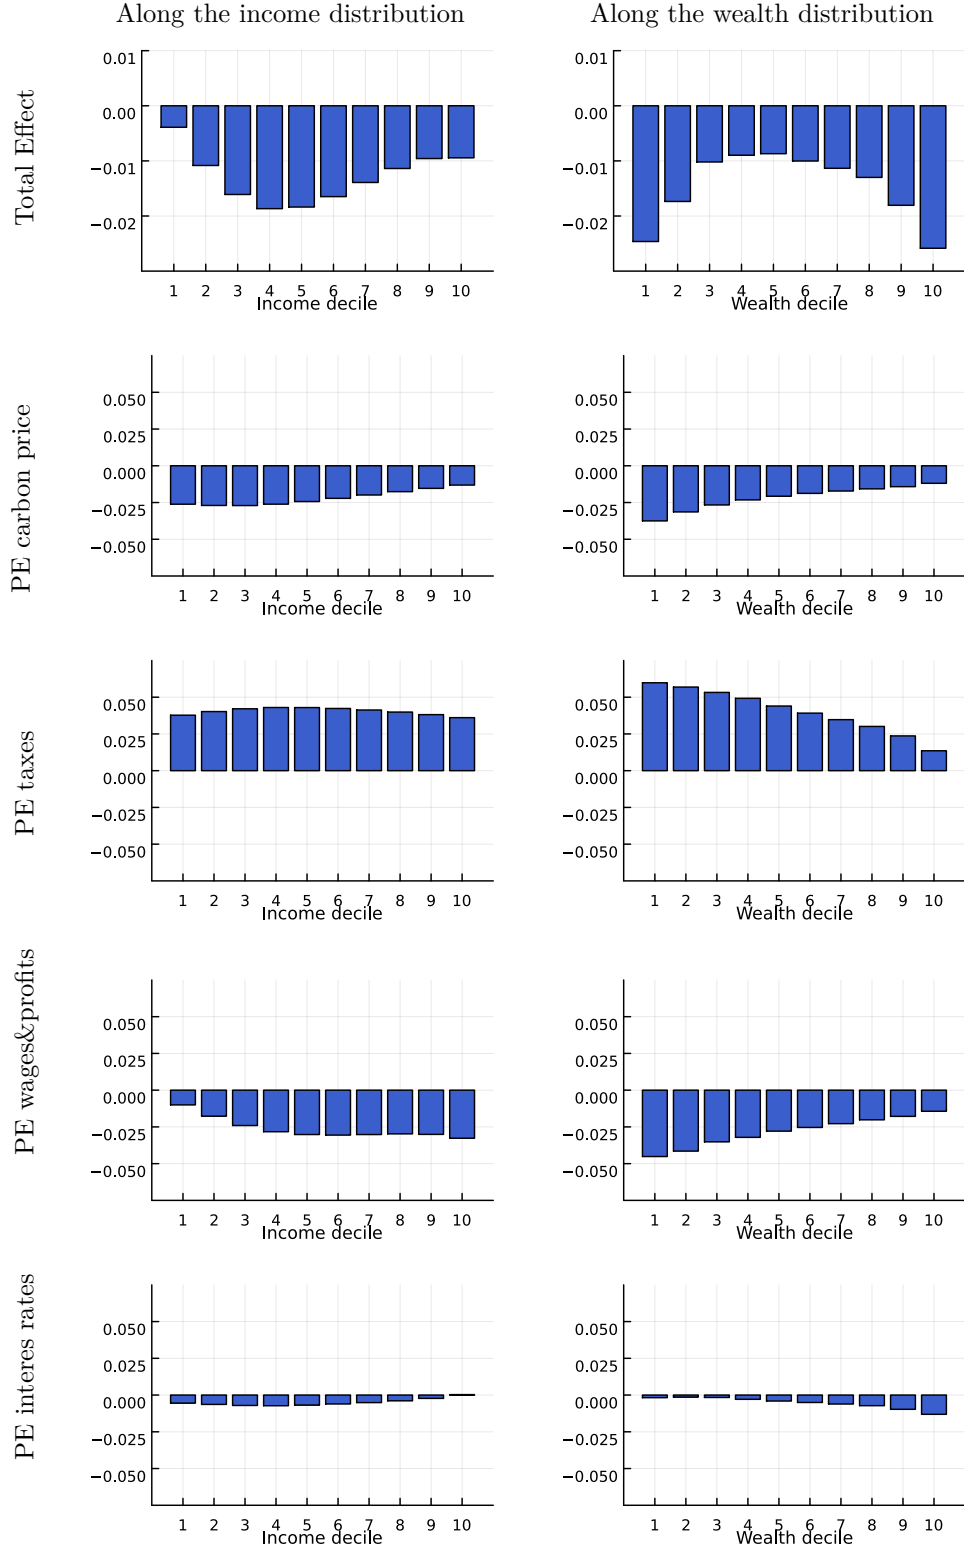 Along the income distribution
Along the wealth distribution
Total Effect
0.01
0.00
−0.01
−0.02
1 2 3 4 5 6 7 8 9 10
Income decile
0.01
0.00
−0.01
−0.02
1 2 3 4 5 6 7 8 9 10
Wealth decile
PE carbon price
0.050
0.025
0.000
−0.025
−0.050
1 2 3 4 5 6 7 8 9 10
Income decile
0.050
0.025
0.000
−0.025
−0.050
1 2 3 4 5 6 7 8 9 10
Wealth decile
PE taxes
0.050
0.025
0.000
−0.025
−0.050
1 2 3 4 5 6 7 8 9 10
Income decile
0.050
0.025
0.000
−0.025
−0.050
1 2 3 4 5 6 7 8 9 10
Wealth decile
PE wages&profits
0.050
0.025
0.000
−0.025
−0.050
1 2 3 4 5 6 7 8 9 10
Income decile
0.050
0.025
0.000
−0.025
−0.050
1 2 3 4 5 6 7 8 9 10
Wealth decile
PE interes rates
0.050
0.025
0.000
−0.025
−0.050
1 2 3 4 5 6 7 8 9 10
Income decile
0.050
0.025
0.000
−0.025
−0.050
1 2 3 4 5 6 7 8 9 10
Wealth decile